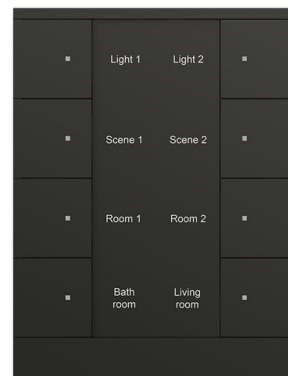 Light 1 Light 2
Scene 1 Scene 2
Room 1 Room 2
Bath Living
room room